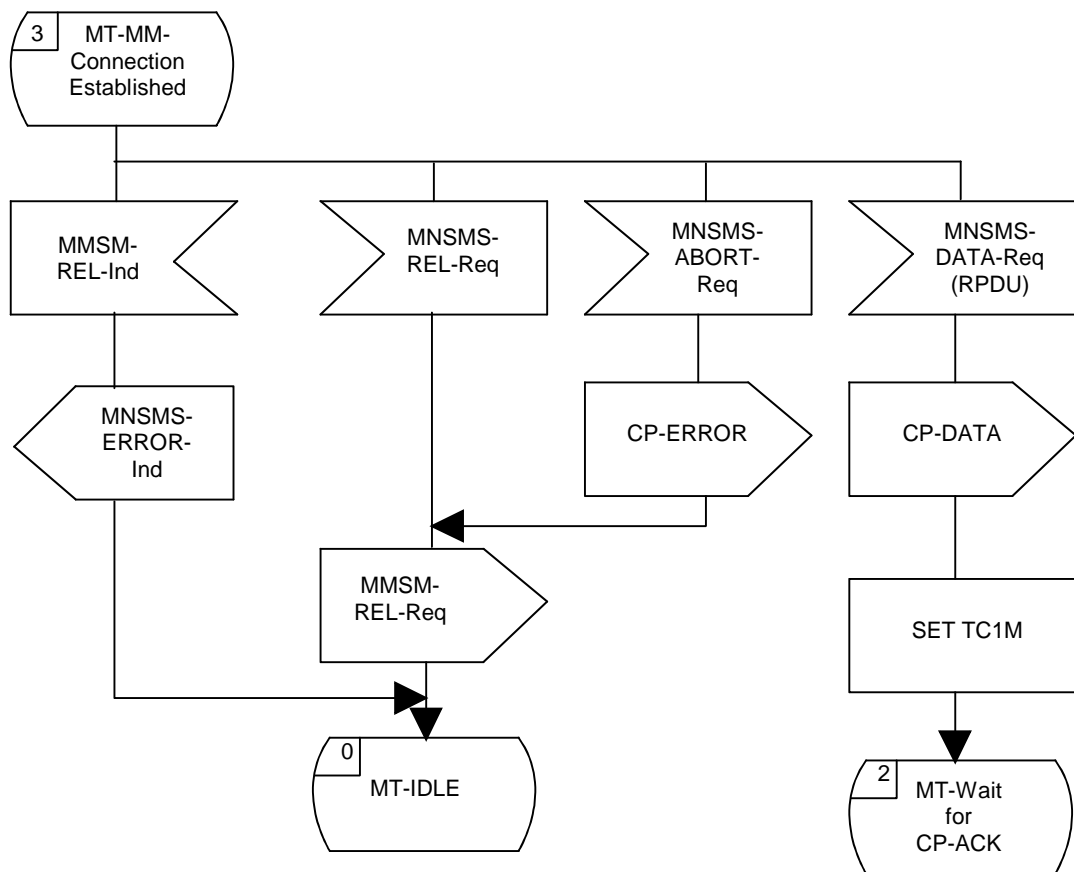 3
MT-MM-
Connection
Established
MMSM-
REL-Ind
MNSMS-
REL-Req
MNSMS-
ABORT-
Req
MNSMS-
DATA-Req
(RPDU)
MNSMS-
ERROR-
Ind
CP-ERROR
CP-DATA
MMSM-
REL-Req
SET TC1M
0
MT-IDLE
2
MT-Wait
for
CP-ACK